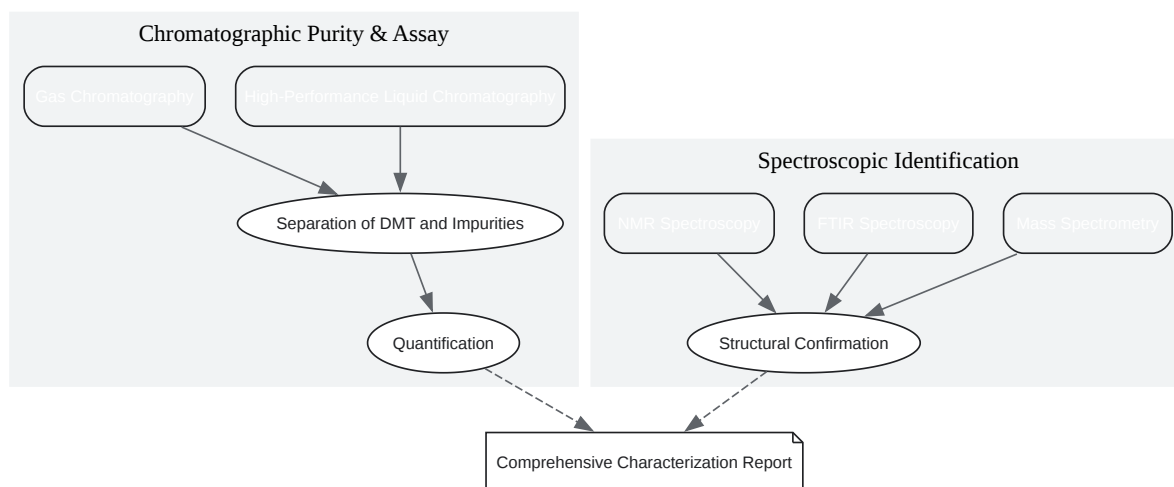 Chromatographic Purity & Assay
Gas Chromatography
High-Performance Liquid Chromatography
Separation of DMT and Impurities
Quantification
Spectroscopic Identification
NMR Spectroscopy
FTIR Spectroscopy
Mass Spectrometry
Structural Confirmation
Comprehensive Characterization Report